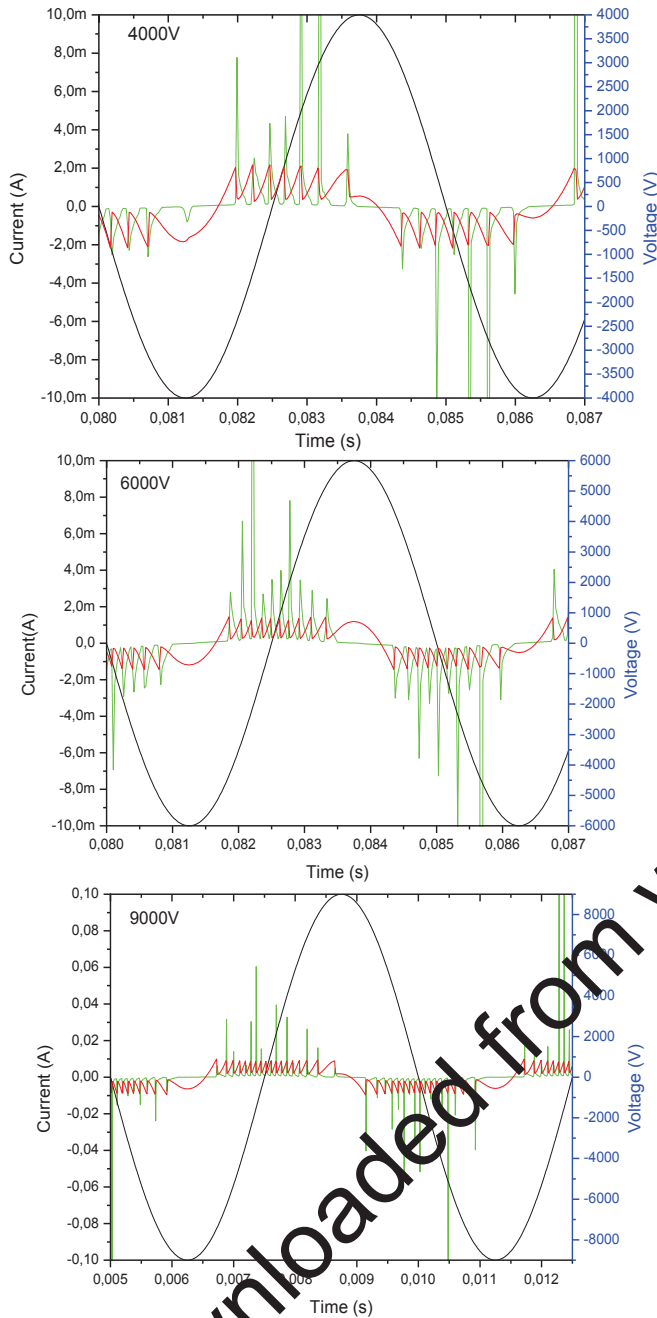 4000V
10,0m
8,0m
6,0m
4,0m
2,0m
0,0
-2,0m
-4,0m
-6,0m
-8,0m
-10,0m
Current (A)
4000
3500
3000
2500
2000
1500
1000
500
0
-500
-1000
-1500
-2000
-2500
-3000
-3500
-4000
Voltage (V)
0,080 0,081 0,082 0,083 0,084 0,085 0,086 0,087
Time (s)
6000V
10,0m
8,0m
6,0m
4,0m
2,0m
0,0
-2,0m
-4,0m
-6,0m
-8,0m
-10,0m
Current(A)
6000
5000
4000
3000
2000
1000
0
-1000
-2000
-3000
-4000
-5000
-6000
Voltage (V)
0,080 0,081 0,082 0,083 0,084 0,085 0,086 0,087
Time (s)
9000V
0,10
0,08
0,06
0,04
0,02
0,00
-0,02
-0,04
-0,06
-0,08
-0,10
Current (A)
8000
6000
4000
2000
0
-2000
-4000
-6000
-8000
Voltage (V)
0,005 0,006 0,007 0,008 0,009 0,010 0,011 0,012
Time (s)
wnloaded from